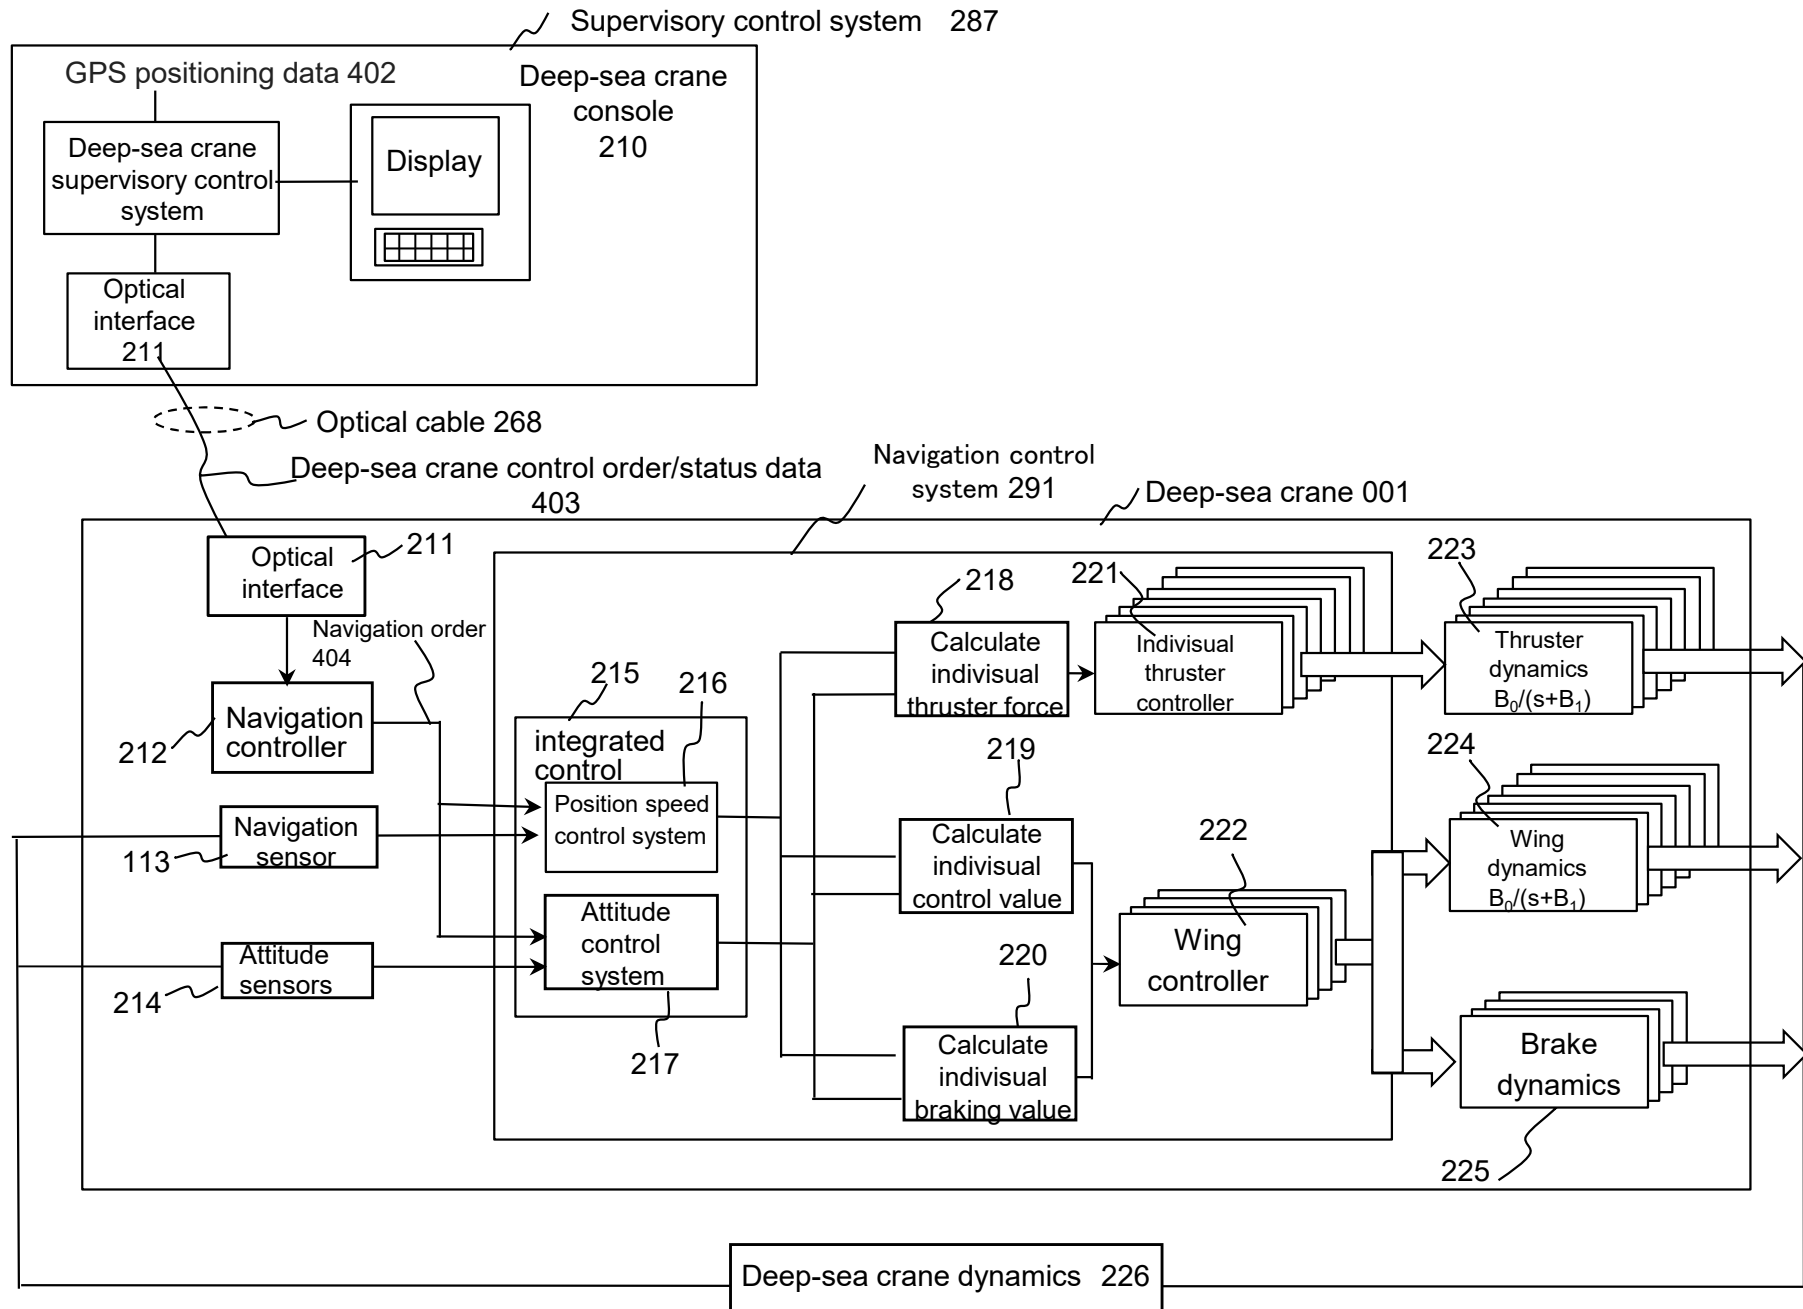 Supervisory control system 287
GPS positioning data 402
Deep-sea crane
console
210
Deep-sea crane
supervisory control
system
Display
Optical
interface
211
Optical cable 268
Deep-sea crane control order/status data
403
Navigation control
system 291
Deep-sea crane 001
Optical
interface
211
Navigation order
404
Navigation
controller
212
Navigation
sensor
113
Attitude
sensors
214
215
216
integrated
control
Position speed
control system
Attitude
control
system
217
218
Calculate
indivisual
thruster force
219
Calculate
indivisual
control value
220
Calculate
indivisual
braking value
221
Indivisual
thruster
controller
222
Wing
controller
223
Thruster
dynamics
B₀/(s+B₁)
224
Wing
dynamics
B₀/(s+B₁)
Brake
dynamics
225
Deep-sea crane dynamics 226